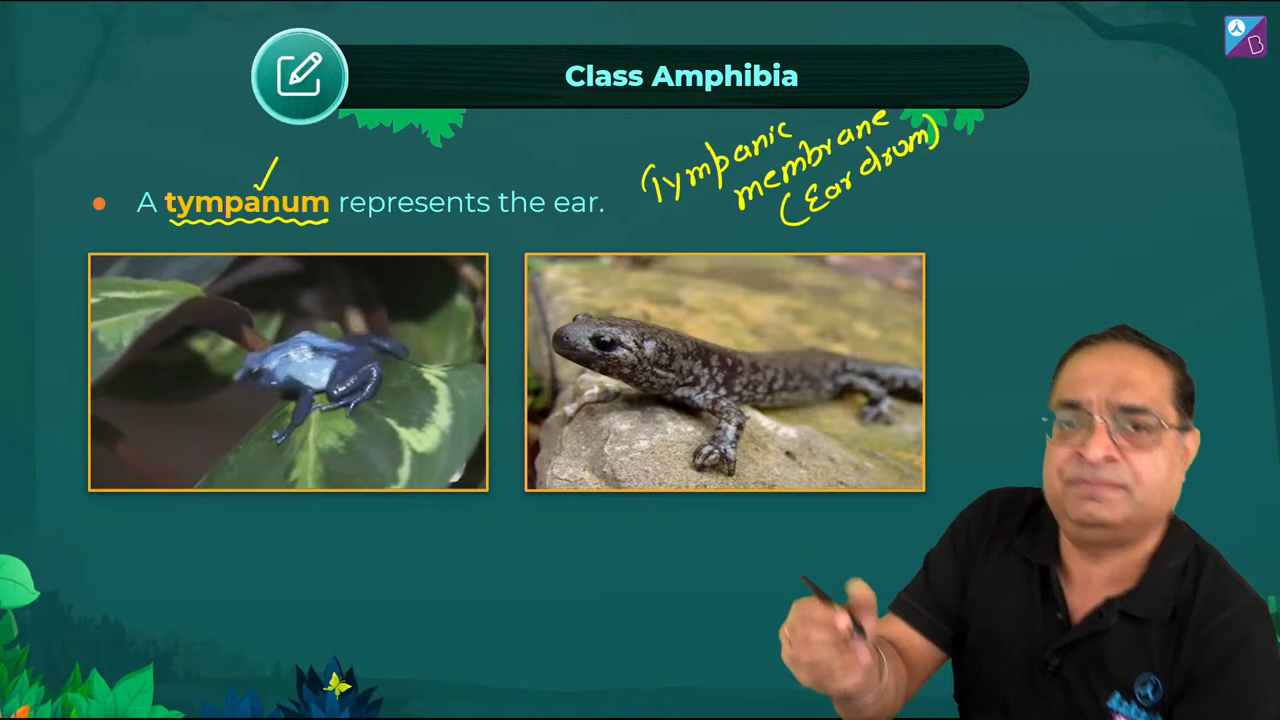 Class Amphibia
(Tympanic
membrane
(Ear drum)
A tympanum represents the ear.
B